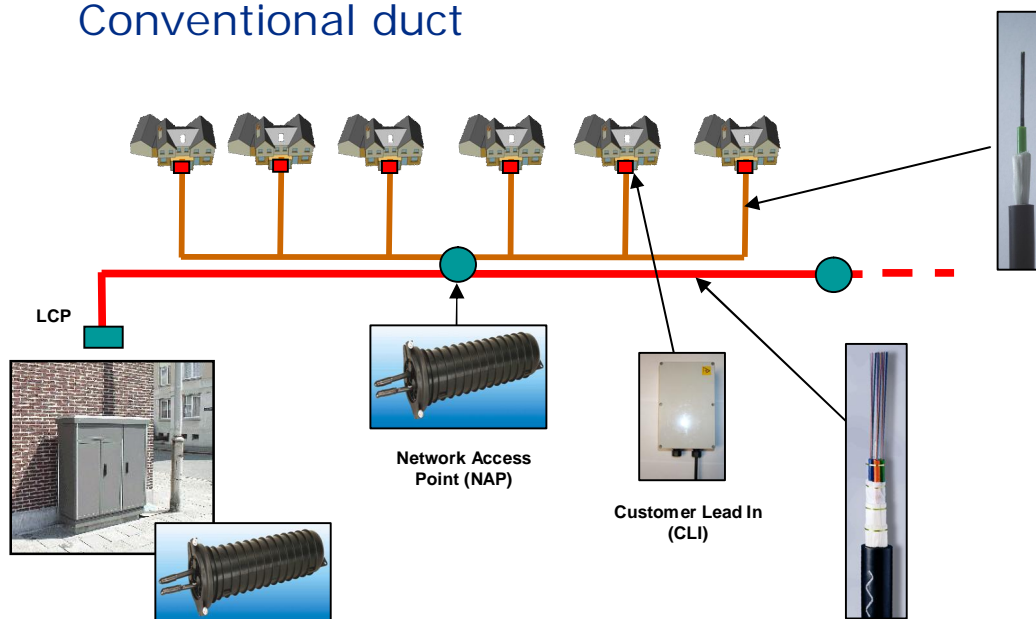 Conventional duct
LCP
Network Access
Point (NAP)
Customer Lead In
(CLI)